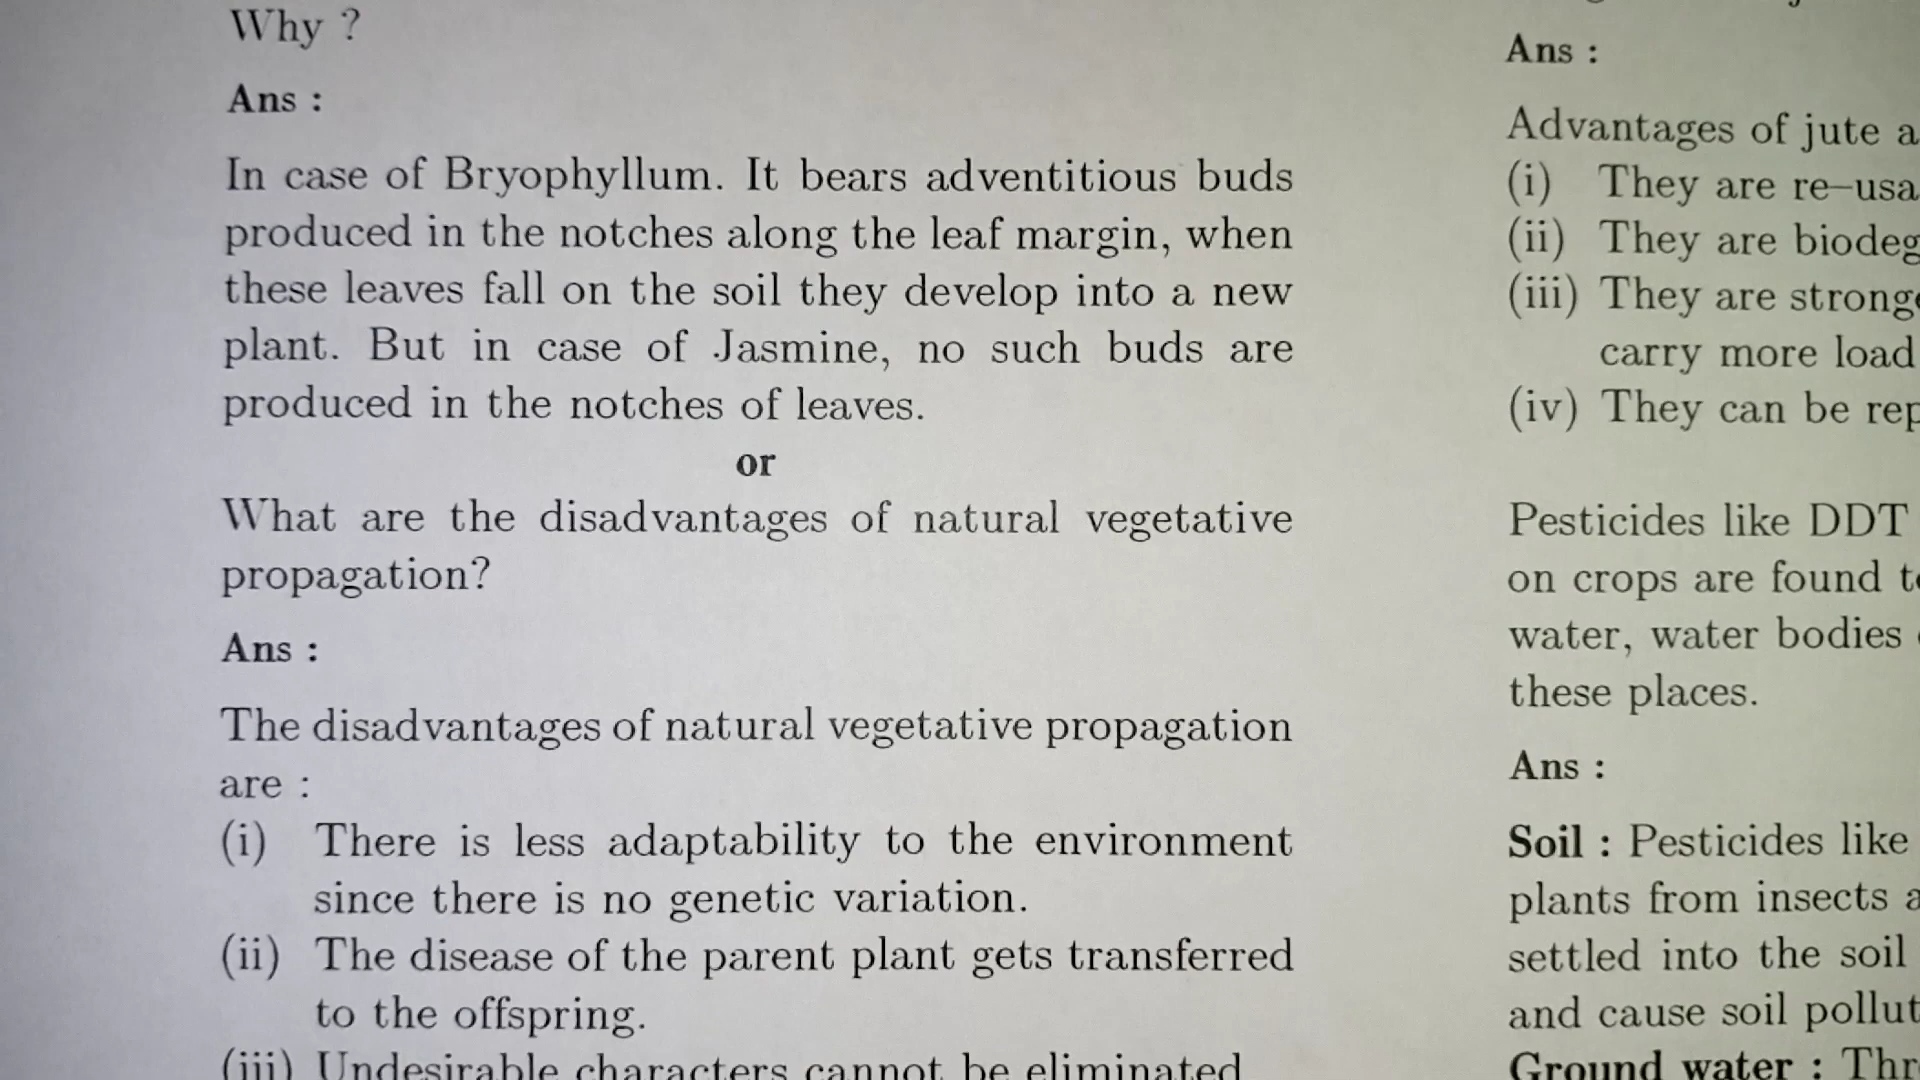 Why ?
Ans :
In case of Bryophyllum. It bears adventitious buds
produced in the notches along the leaf margin, when
these leaves fall on the soil they develop into a new
plant. But in case of Jasmine, no such buds are
produced in the notches of leaves.
or
What are the disadvantages of natural vegetative
propagation?
Ans :
The disadvantages of natural vegetative propagation
are :
(i) There is less adaptability to the environment
since there is no genetic variation.
(ii) The disease of the parent plant gets transferred
to the offspring.
(iii) Undesirable characters cannot be eliminated
Ans :
Advantages of jute
(i) They are
(ii) They are
(iii) They are
carry more load
(iv) They can be
Pesticides like DDT
on crops are found
water, water bodies
these places.
Ans :
Soil : Pesticides like
plants from insects
settled into the soil
and cause soil
Ground water :